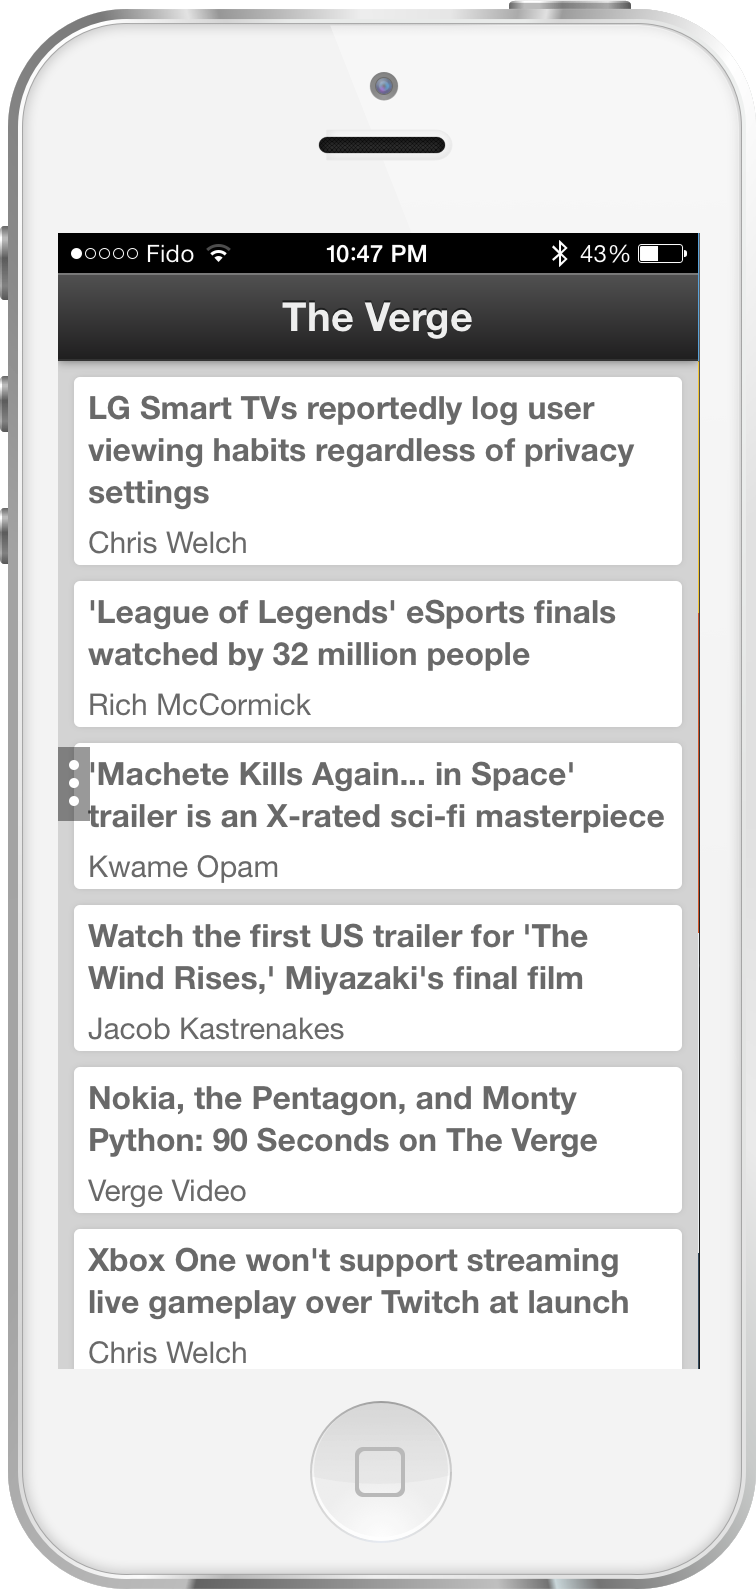 Fido 10:47 PM 43%
The Verge
LG Smart TVs reportedly log user
viewing habits regardless of privacy
settings
Chris Welch
'League of Legends' eSports finals
watched by 32 million people
Rich McCormick
'Machete Kills Again... in Space'
trailer is an X-rated sci-fi masterpiece
Kwame Opam
Watch the first US trailer for 'The
Wind Rises,' Miyazaki's final film
Jacob Kastrenakes
Nokia, the Pentagon, and Monty
Python: 90 Seconds on The Verge
Verge Video
Xbox One won't support streaming
live gameplay over Twitch at launch
Chris Welch